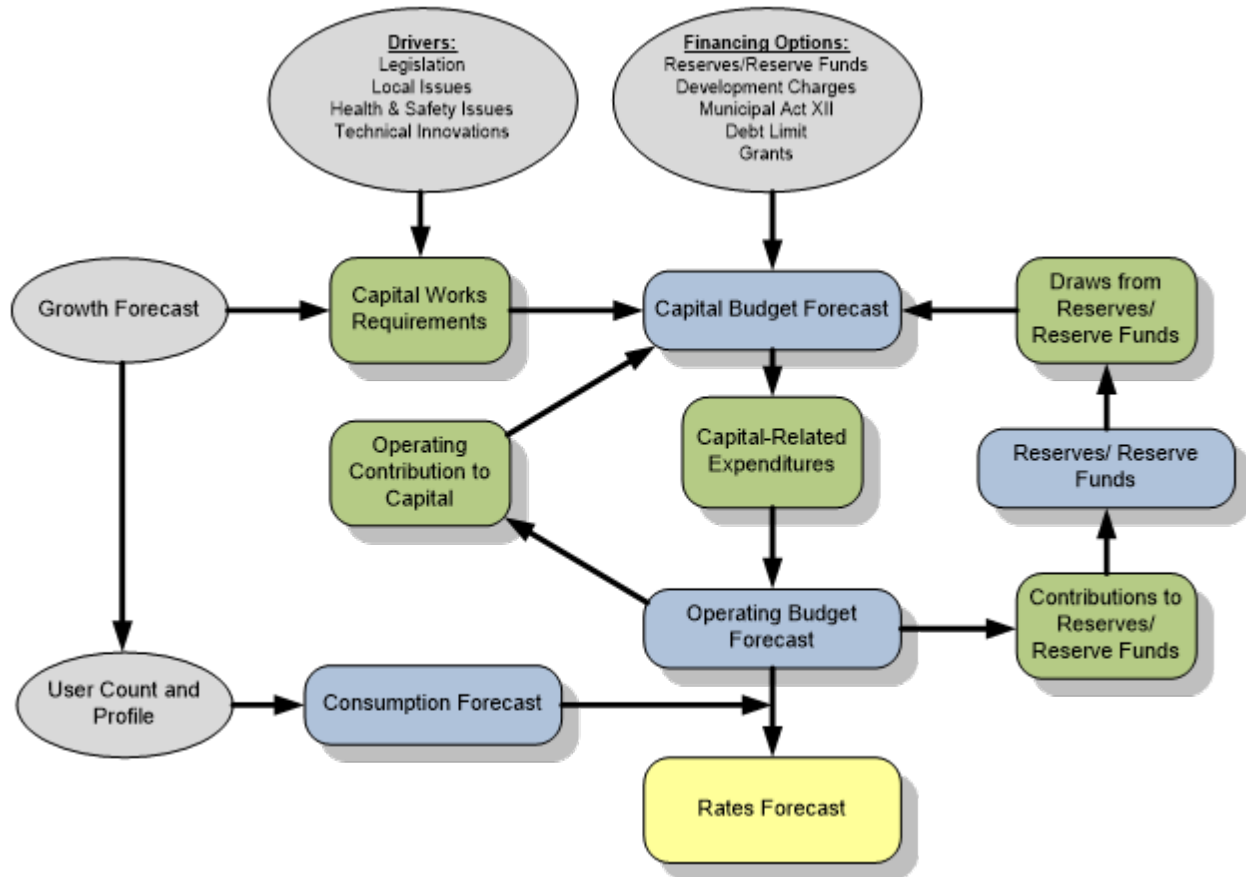 Drivers:
Legislation
Local Issues
Health & Safety Issues
Technical Innovations
Financing Options:
Reserves/Reserve Funds
Development Charges
Municipal Act XII
Debt Limit
Grants
Growth Forecast
Capital Works
Requirements
Capital Budget Forecast
Draws from
Reserves/
Reserve Funds
Operating
Contribution to
Capital
Capital-Related
Expenditures
Reserves/ Reserve
Funds
Operating Budget
Forecast
Contributions to
Reserves/
Reserve Funds
User Count and
Profile
Consumption Forecast
Rates Forecast